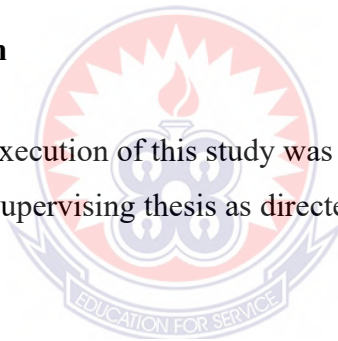 n
xecution of this study was
upervising thesis as directe
EDUCATION FOR SERVICE